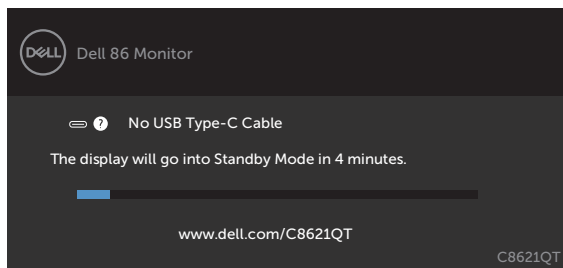 DELL
Dell 86 Monitor
? No USB Type-C Cable
The display will go into Standby Mode in 4 minutes.
www.dell.com/C8621QT
C8621QT